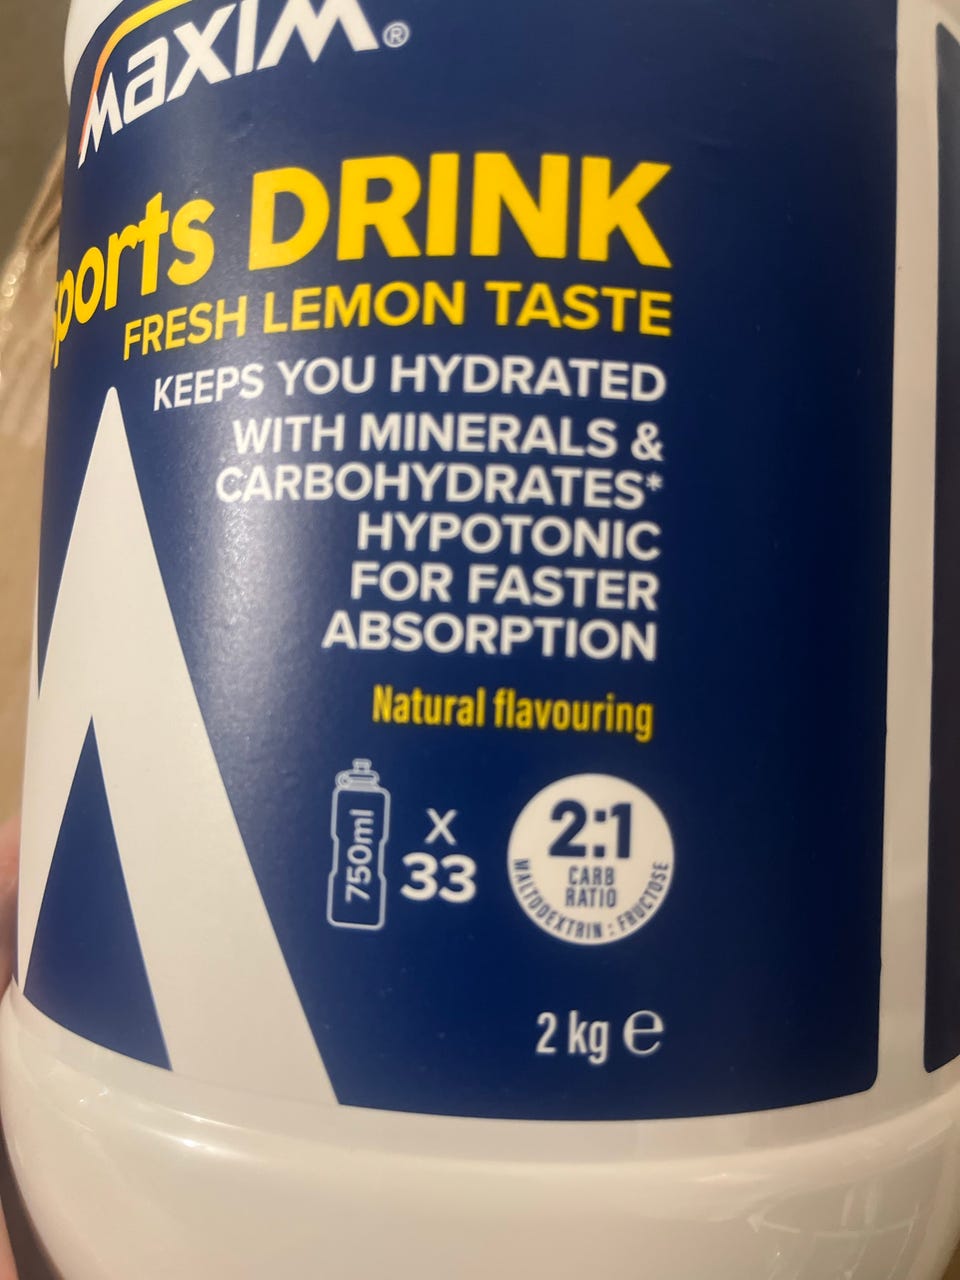 MAXIM®
sports DRINK
FRESH LEMON TASTE
KEEPS YOU HYDRATED
WITH MINERALS &
CARBOHYDRATES*
HYPOTONIC
FOR FASTER
ABSORPTION
Natural flavouring
750ml
X
33
2:1
CARB
RATIO
MALTODEXTRIN : FRUCTOSE
2 kg ℮